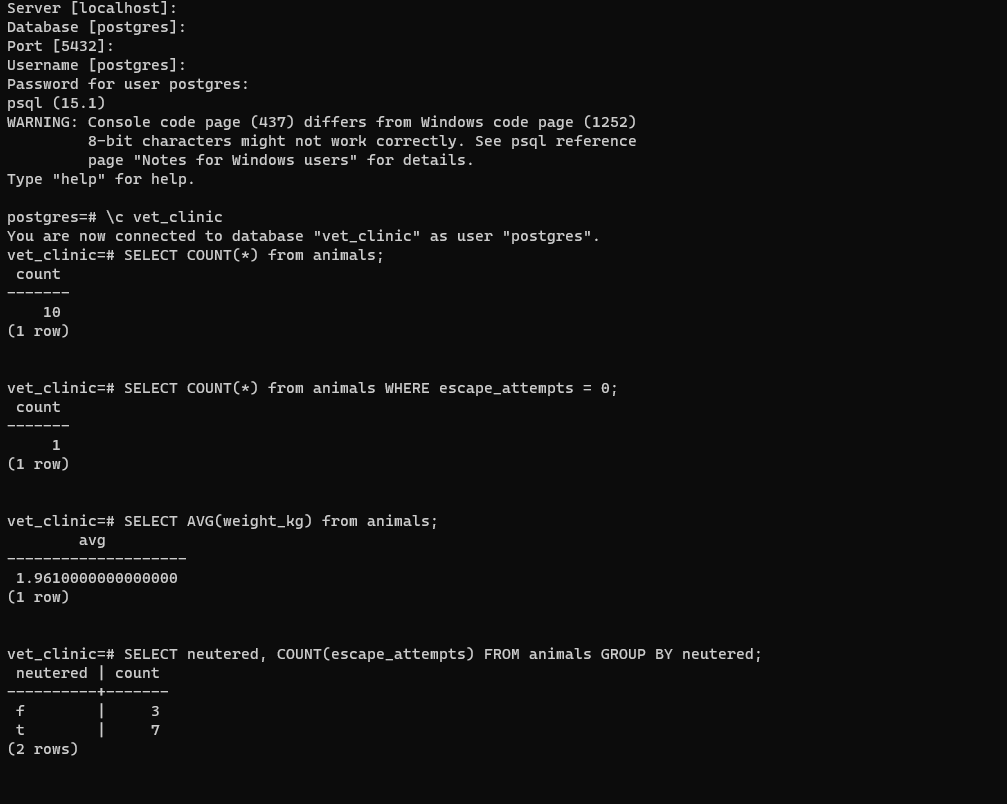 Server [localhost]:
Database [postgres]:
Port [5432]:
Username [postgres]:
Password for user postgres:
psql (15.1)
WARNING: Console code page (437) differs from Windows code page (1252)
         8-bit characters might not work correctly. See psql reference
         page "Notes for Windows users" for details.
Type "help" for help.

postgres=# \c vet_clinic
You are now connected to database "vet_clinic" as user "postgres".
vet_clinic=# SELECT COUNT(*) from animals;
 count
-------
    10
(1 row)


vet_clinic=# SELECT COUNT(*) from animals WHERE escape_attempts = 0;
 count
-------
     1
(1 row)


vet_clinic=# SELECT AVG(weight_kg) from animals;
        avg
--------------------
 1.9610000000000000
(1 row)


vet_clinic=# SELECT neutered, COUNT(escape_attempts) FROM animals GROUP BY neutered;
 neutered | count
----------+-------
 f        |     3
 t        |     7
(2 rows)